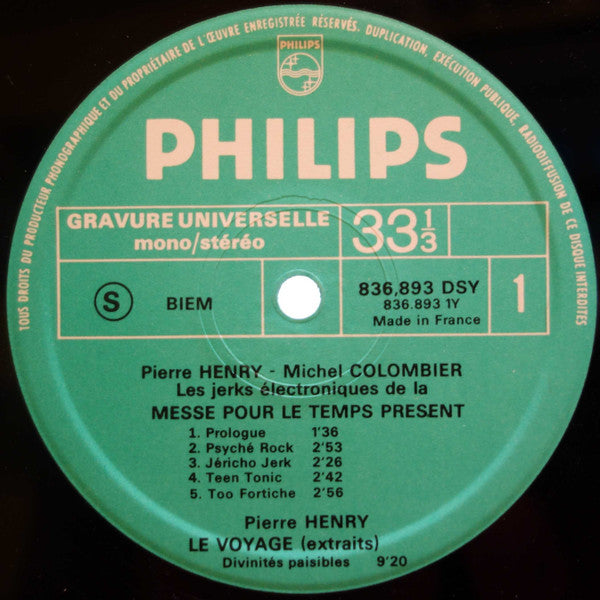 TOUS DROITS DU PRODUCTEUR PHONOGRAPHIQUE ET DU PROPRIÉTAIRE DE L'ŒUVRE ENREGISTRÉE RÉSERVÉS. DUPLICATION, EXÉCUTION PUBLIQUE, RADIODIFFUSION DE CE DISQUE INTERDITES
PHILIPS
PHILIPS
GRAVURE UNIVERSELLE
mono/stéréo
33 1/3
S BIEM
836,893 DSY
836.893 1Y
Made in France
1
Pierre HENRY - Michel COLOMBIER
Les jerks électroniques de la
MESSE POUR LE TEMPS PRESENT
1. Prologue 1'36
2. Psyché Rock 2'53
3. Jéricho Jerk 2'26
4. Teen Tonic 2'42
5. Too Fortiche 2'56
Pierre HENRY
LE VOYAGE (extraits)
Divinités paisibles 9'20